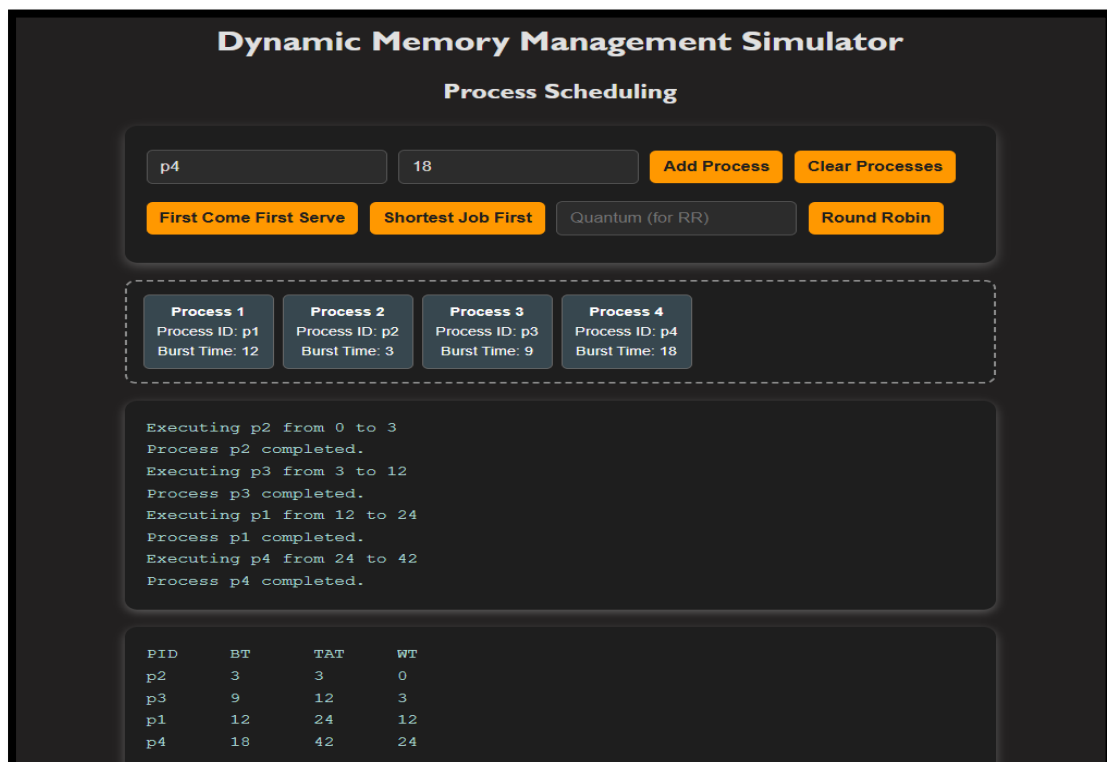 Dynamic Memory Management Simulator
Process Scheduling
p4 18 Add Process Clear Processes
First Come First Serve Shortest Job First Quantum (for RR) Round Robin
Process 1 Process 2 Process 3 Process 4
Process ID: p1 Process ID: p2 Process ID: p3 Process ID: p4
Burst Time: 12 Burst Time: 3 Burst Time: 9 Burst Time: 18
Executing p2 from 0 to 3
Process p2 completed.
Executing p3 from 3 to 12
Process p3 completed.
Executing p1 from 12 to 24
Process p1 completed.
Executing p4 from 24 to 42
Process p4 completed.
PID BT TAT WT
p2 3 3 0
p3 9 12 3
p1 12 24 12
p4 18 42 24